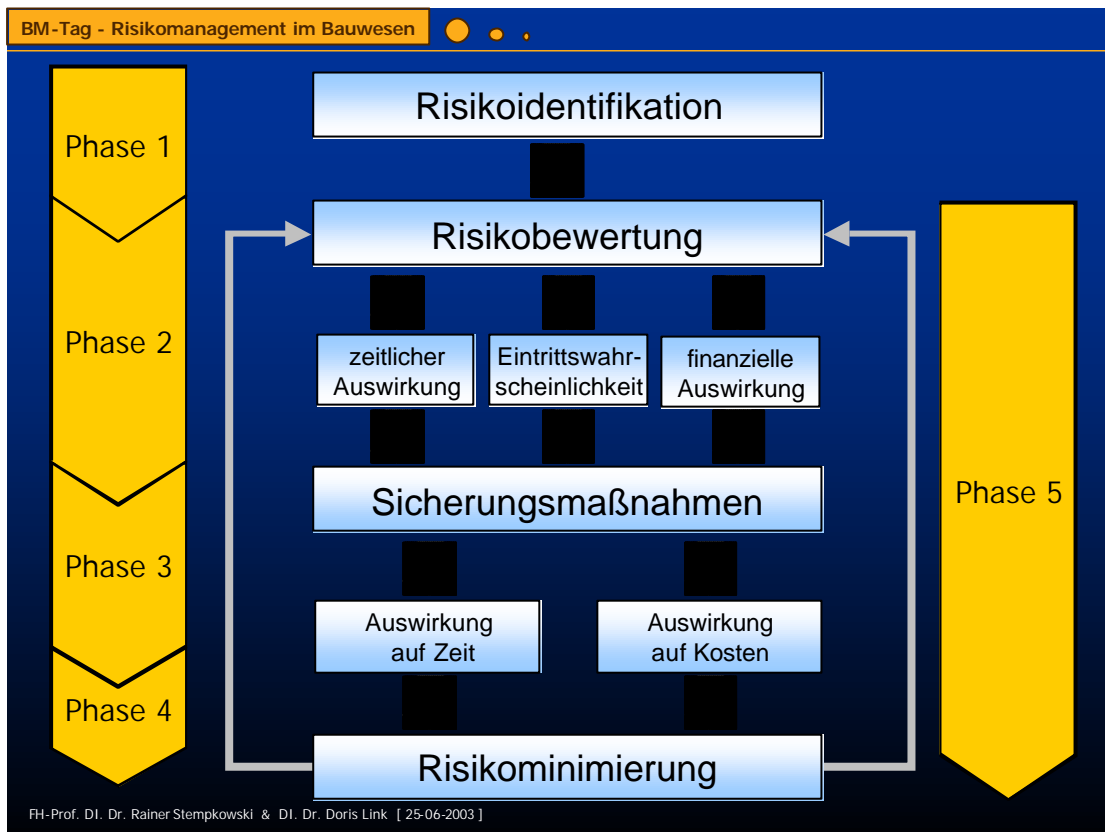 BM-Tag - Risikomanagement im Bauwesen
Phase 1
Risikoidentifikation
Risikobewertung
Phase 2
zeitlicher
Auswirkung
Eintrittswahr-
scheinlichkeit
finanzielle
Auswirkung
Sicherungsmaßnahmen
Phase 5
Phase 3
Auswirkung
auf Zeit
Auswirkung
auf Kosten
Phase 4
Risikominimierung
FH-Prof. DI. Dr. Rainer Stempkowski & DI. Dr. Doris Link [ 25-06-2003 ]